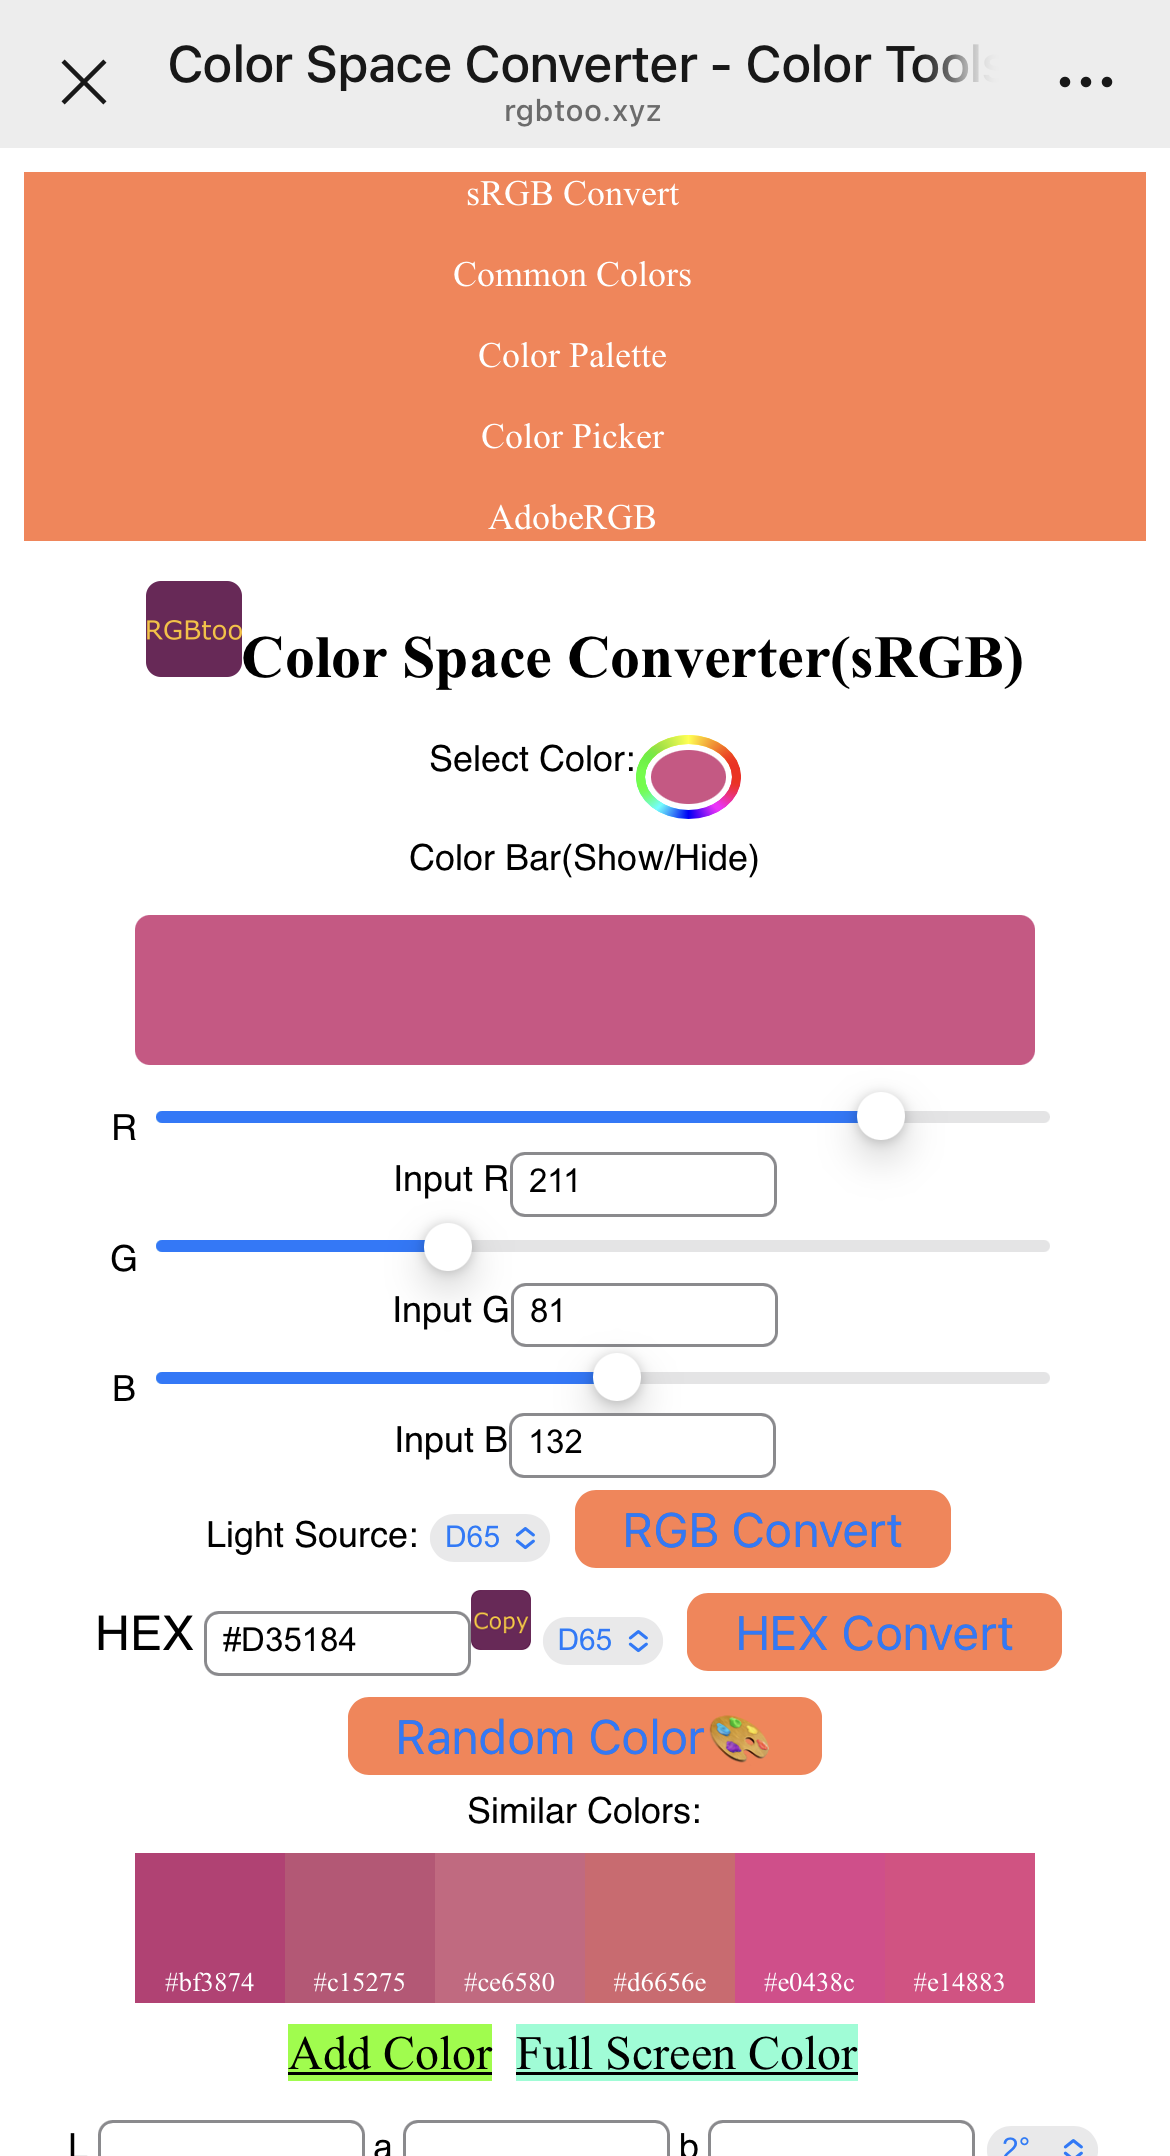 Color Space Converter - Color Tools
rgbtoo.xyz
sRGB Convert
Common Colors
Color Palette
Color Picker
AdobeRGB
RGBtoo
Color Space Converter(sRGB)
Select Color:
Color Bar(Show/Hide)
R
Input R 211
G
Input G 81
B
Input B 132
Light Source: D65 RGB Convert
HEX #D35184 Copy D65 HEX Convert
Random Color
Similar Colors:
#bf3874 #c15275 #ce6580 #d6656e #e0438c #e14883
Add Color Full Screen Color
L a b 2°